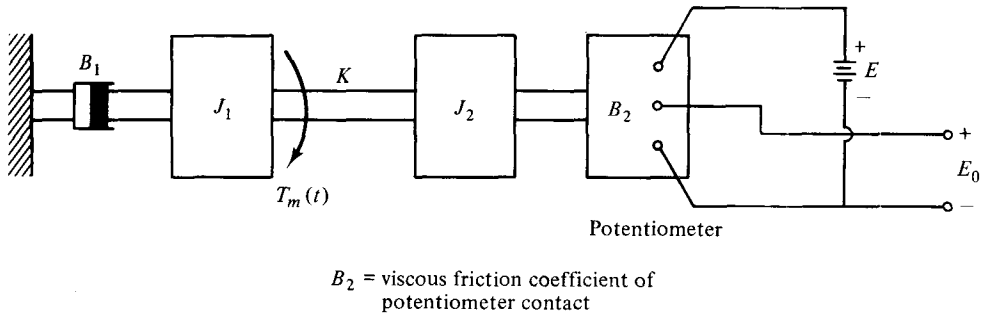 B₁
J₁
K
Tₘ(t)
J₂
B₂
+
E
−
+
E₀
−
Potentiometer
B₂ = viscous friction coefficient of
potentiometer contact